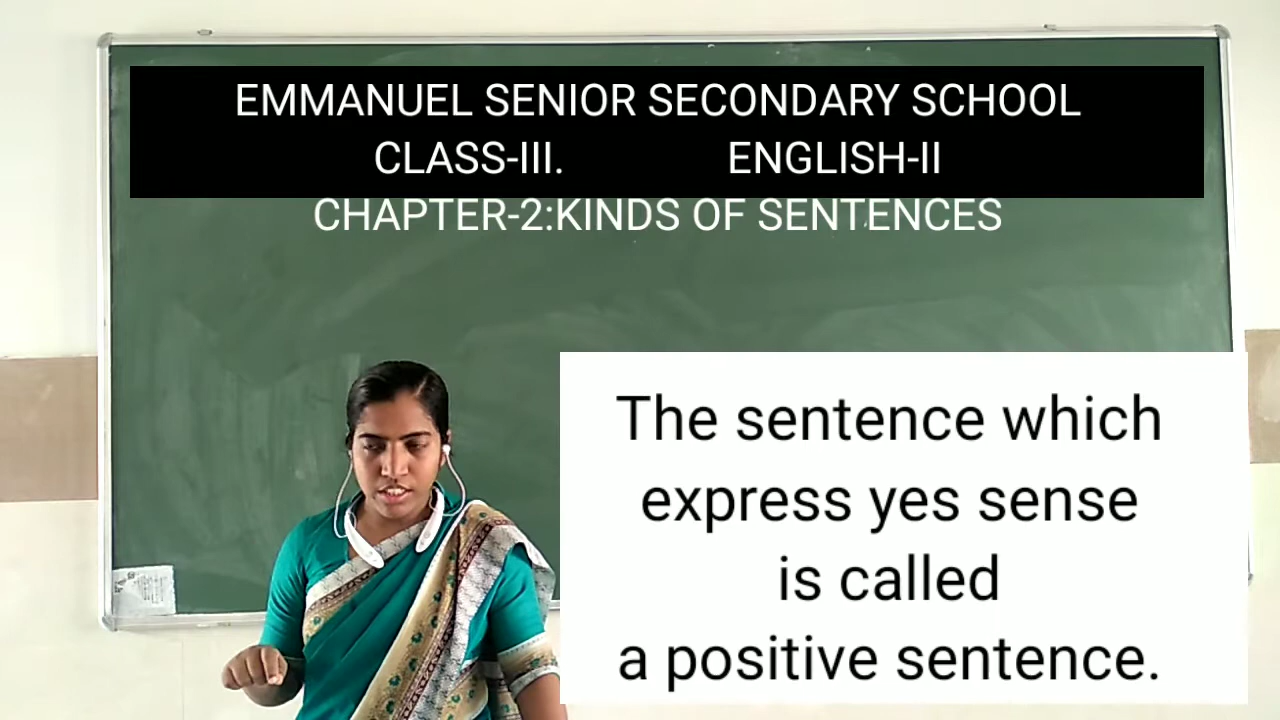 EMMANUEL SENIOR SECONDARY SCHOOL
CLASS-III. ENGLISH-II
CHAPTER-2:KINDS OF SENTENCES
The sentence which
express yes sense
is called
a positive sentence.